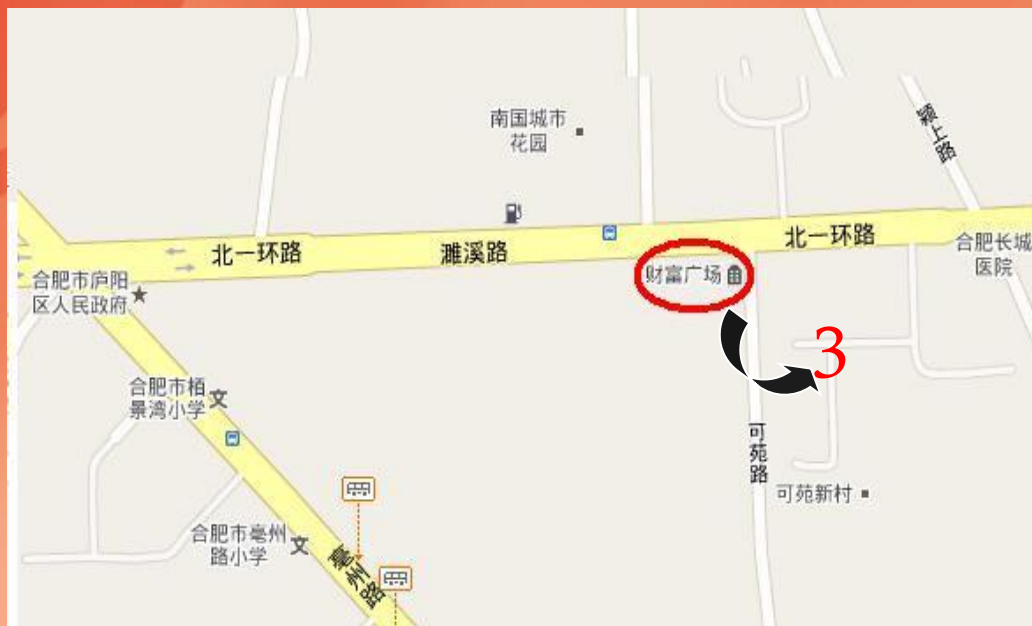 南国城市
花园
颍上路
北一环路
濉溪路
北一环路
合肥长城
医院
合肥市庐阳
区人民政府
财富广场
3
合肥市栢
景湾小学
文
可苑路
可苑新村
合肥市亳州
路小学
文
亳州路